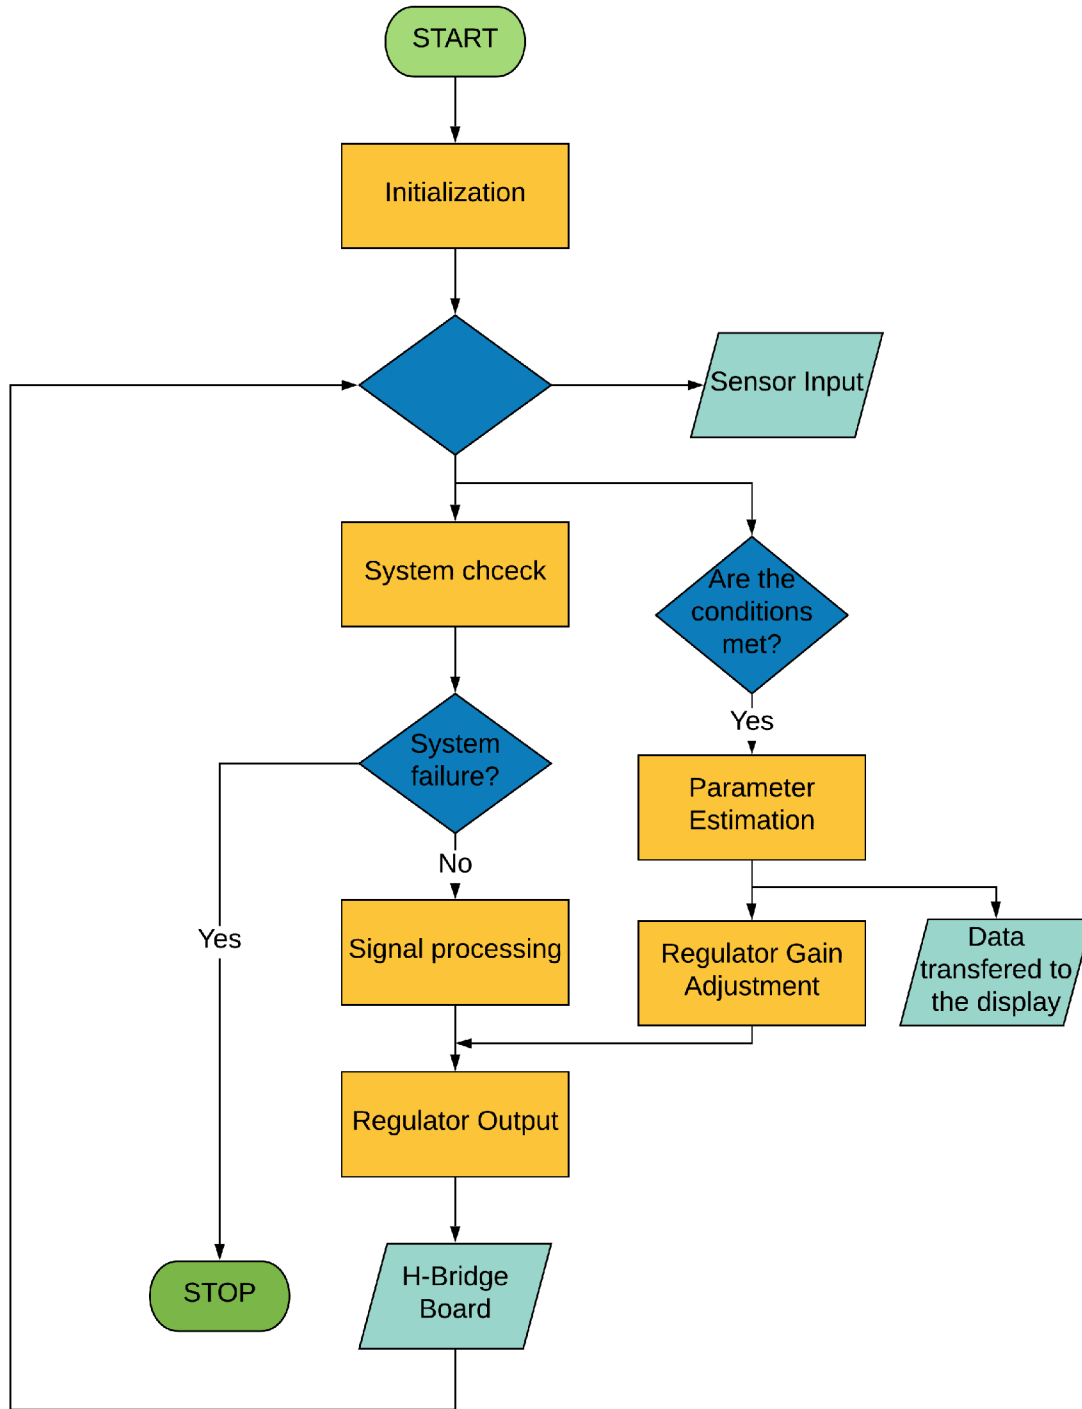 START
Initialization
Sensor Input
System chceck
Are the
conditions
met?
System
failure?
Yes
Parameter
Estimation
No
Yes
Signal processing
Regulator Gain
Adjustment
Data
transfered to
the display
Regulator Output
STOP
H-Bridge
Board